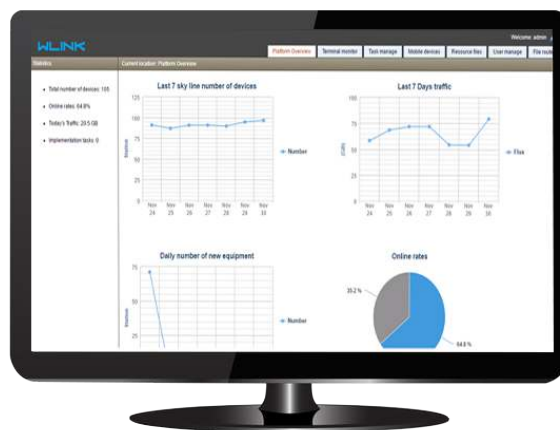 Welcome: admin
WLINK
Platform Overview
Terminal monitor
Task manage
Mobile devices
Resource files
User manage
File route
Statistics
Current location: Platform Overview
Total number of devices: 105
Online rates: 64.8%
Today's Traffic: 29.5 GB
Implementation tasks: 0
Last 7 sky line number of devices
125
100
75
50
25
0
Nov 24
Nov 25
Nov 26
Nov 27
Nov 28
Nov 30
Number
Last 7 Days traffic
100
75
50
25
0
Nov 24
Nov 25
Nov 26
Nov 27
Nov 28
Nov 30
Flux
Daily number of new equipment
75
50
25
Number
Online rates
35.2 %
64.8 %